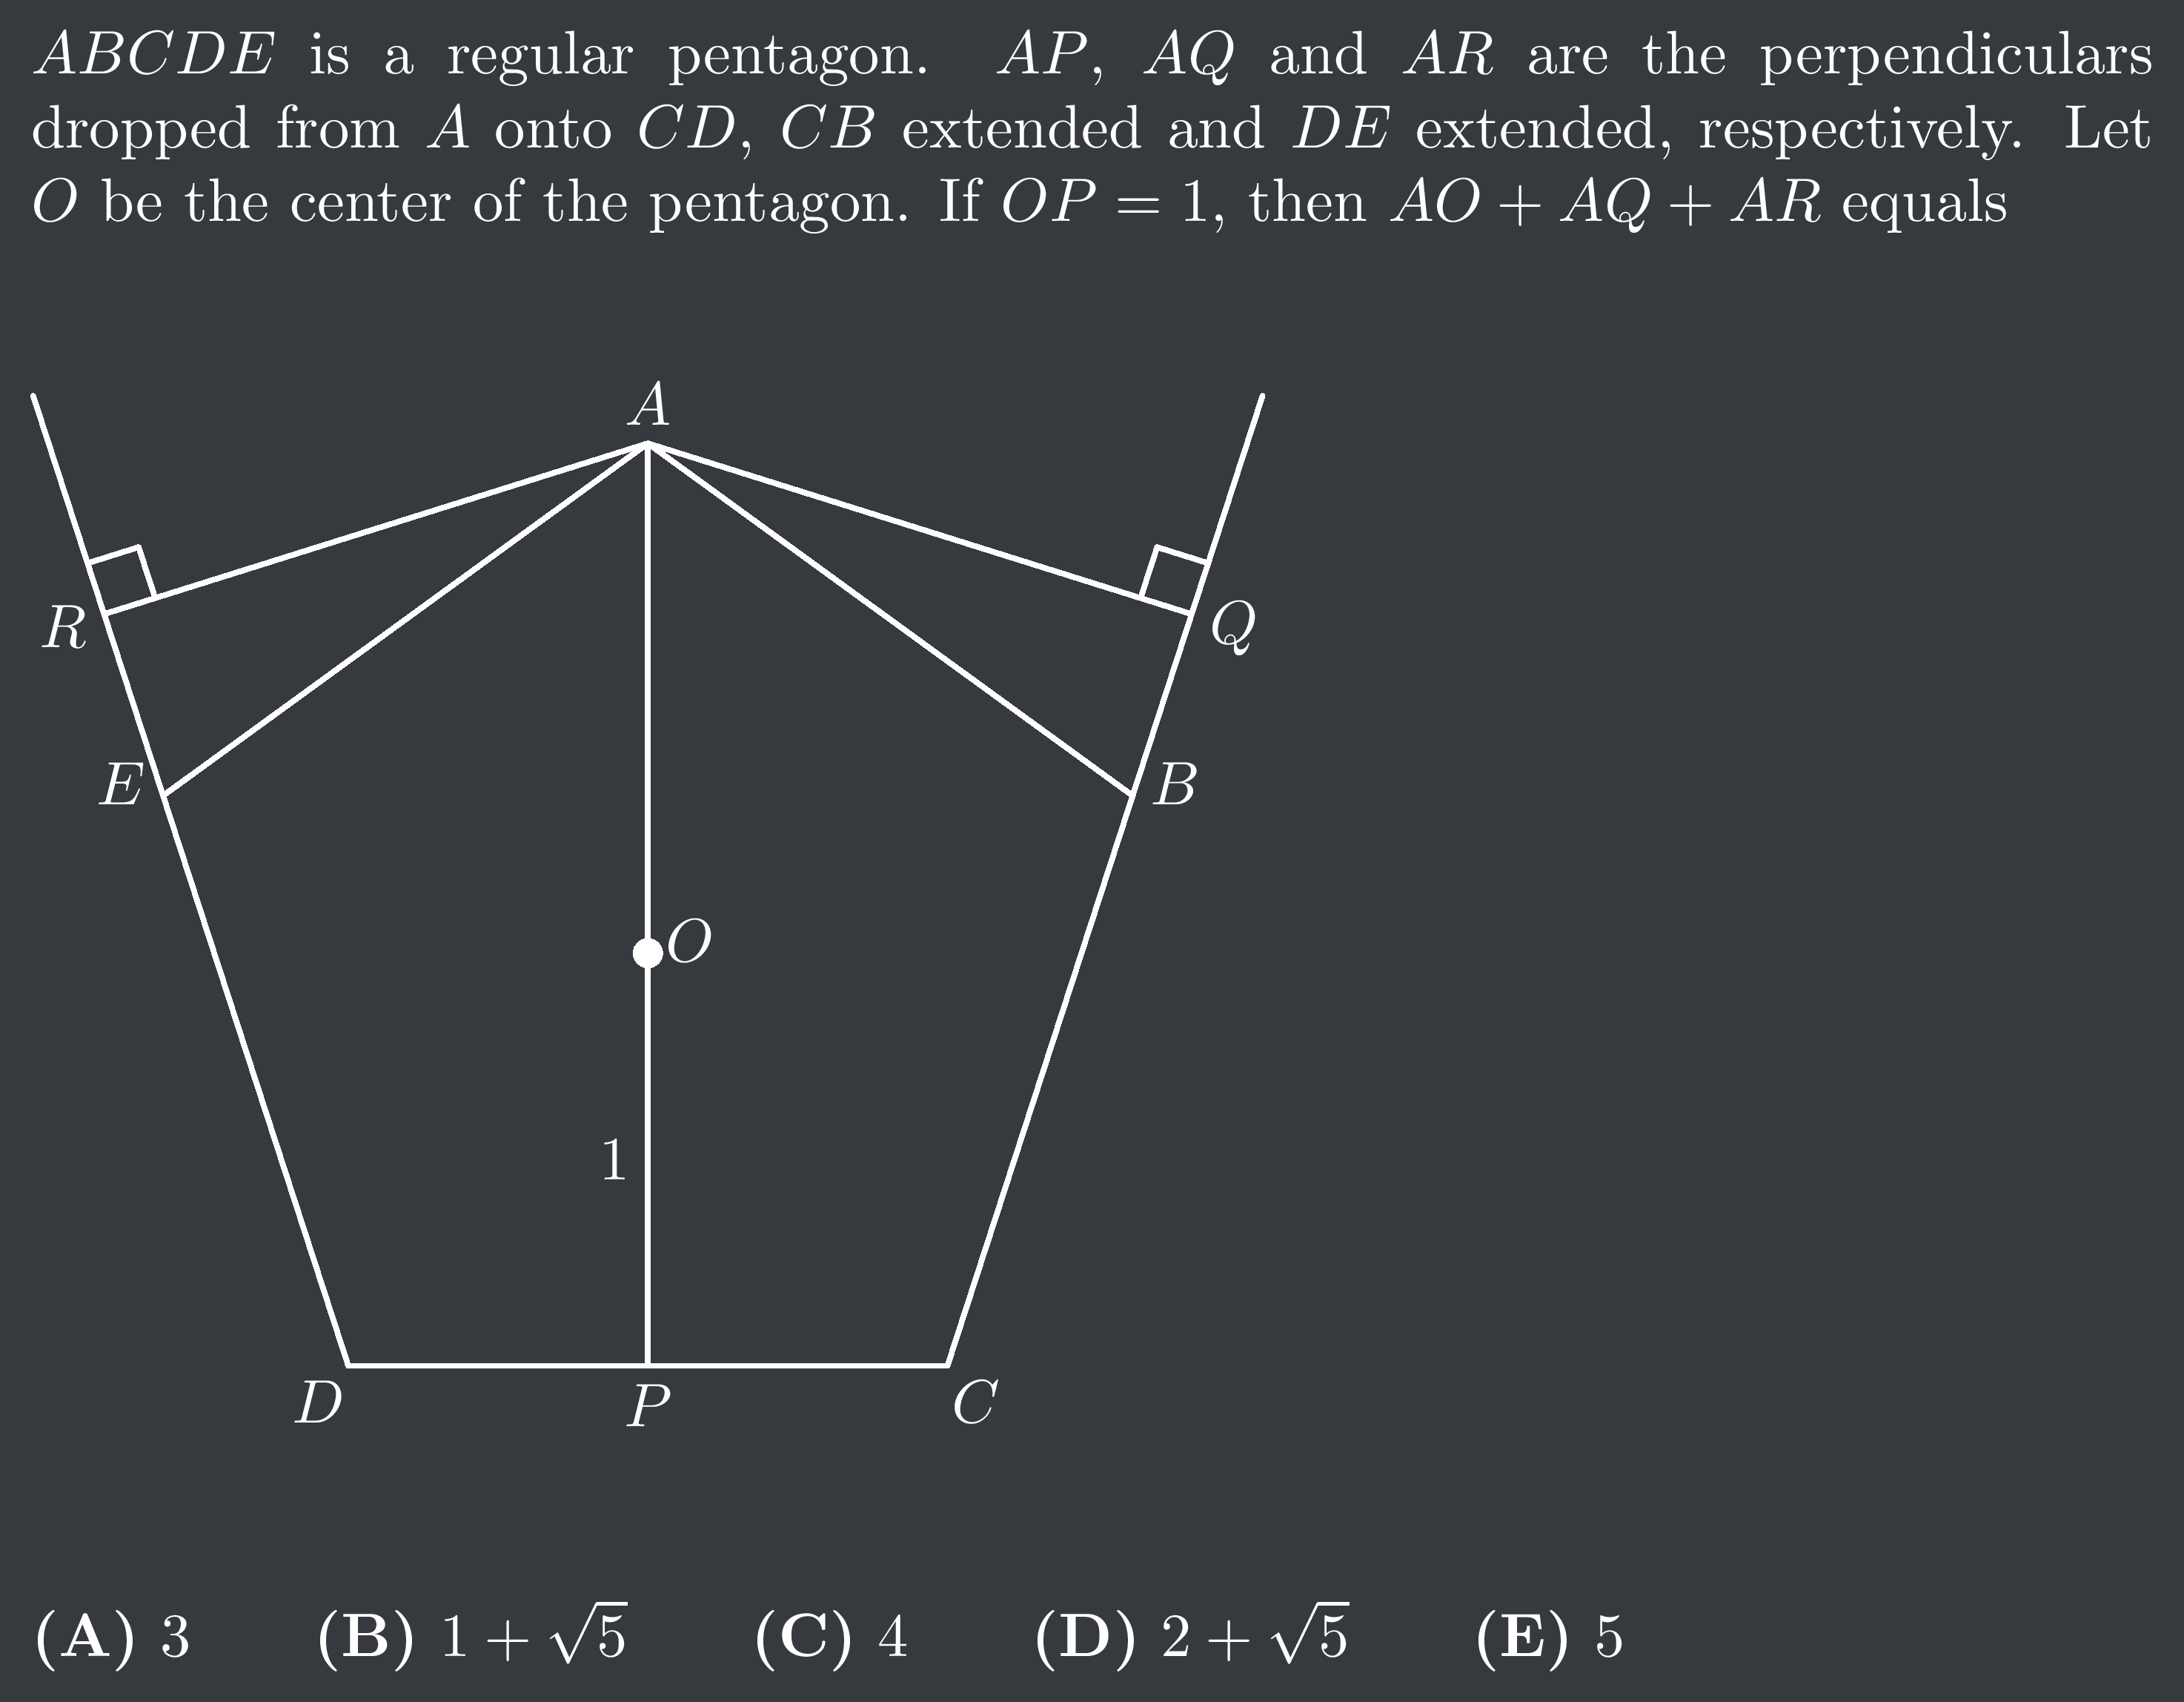 ABCDE is a regular pentagon. AP, AQ and AR are the perpendiculars
dropped from A onto CD, CB extended and DE extended, respectively. Let
O be the center of the pentagon. If OP = 1, then AO + AQ + AR equals
A
R
Q
E
B
O
1
D
P
C
(A) 3 (B) 1 + √5 (C) 4 (D) 2 + √5 (E) 5